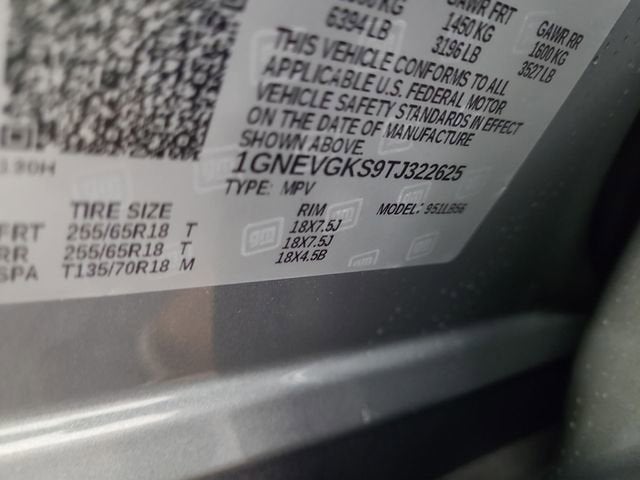 GAWR FRT GAWR RR
1450 KG 1600 KG
6394 LB 3196 LB 3527 LB
THIS VEHICLE CONFORMS TO ALL
APPLICABLE U.S. FEDERAL MOTOR
VEHICLE SAFETY STANDARDS IN EFFECT
ON THE DATE OF MANUFACTURE
SHOWN ABOVE.
1GNEVGKS9TJ322625
TYPE: MPV
TIRE SIZE RIM MODEL: 951LB56
FRT 255/65R18 T 18X7.5J
RR 255/65R18 T 18X7.5J
SPA T135/70R18 M 18X4.5B
gm